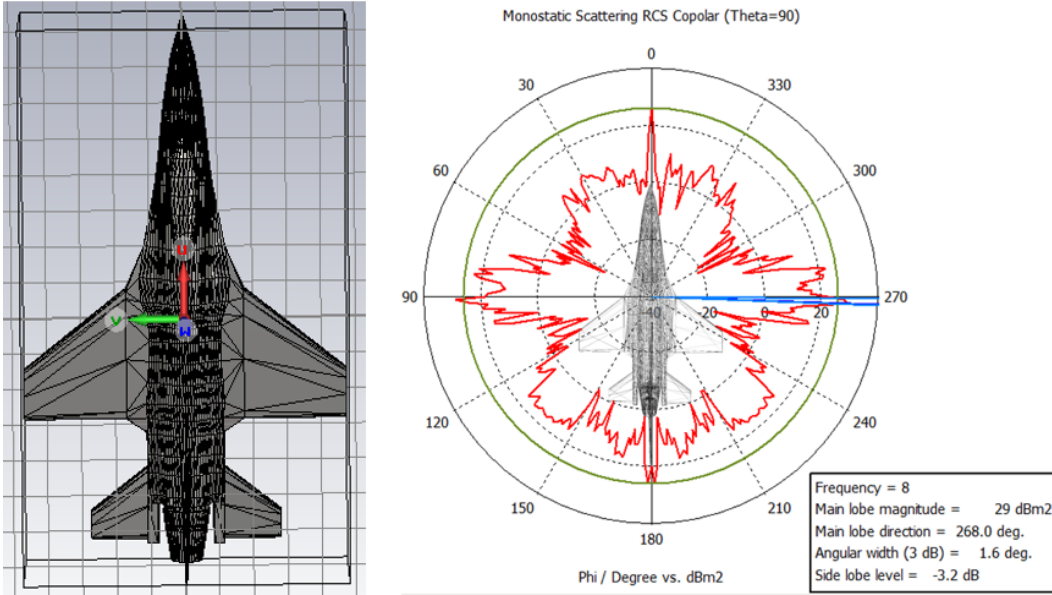 U
V
W
Monostatic Scattering RCS Copolar (Theta=90)
0
30
330
60
300
90
-40
-20
0
20
270
120
240
150
210
180
Phi / Degree vs. dBm2
Frequency = 8
Main lobe magnitude = 29 dBm2
Main lobe direction = 268.0 deg.
Angular width (3 dB) = 1.6 deg.
Side lobe level = -3.2 dB